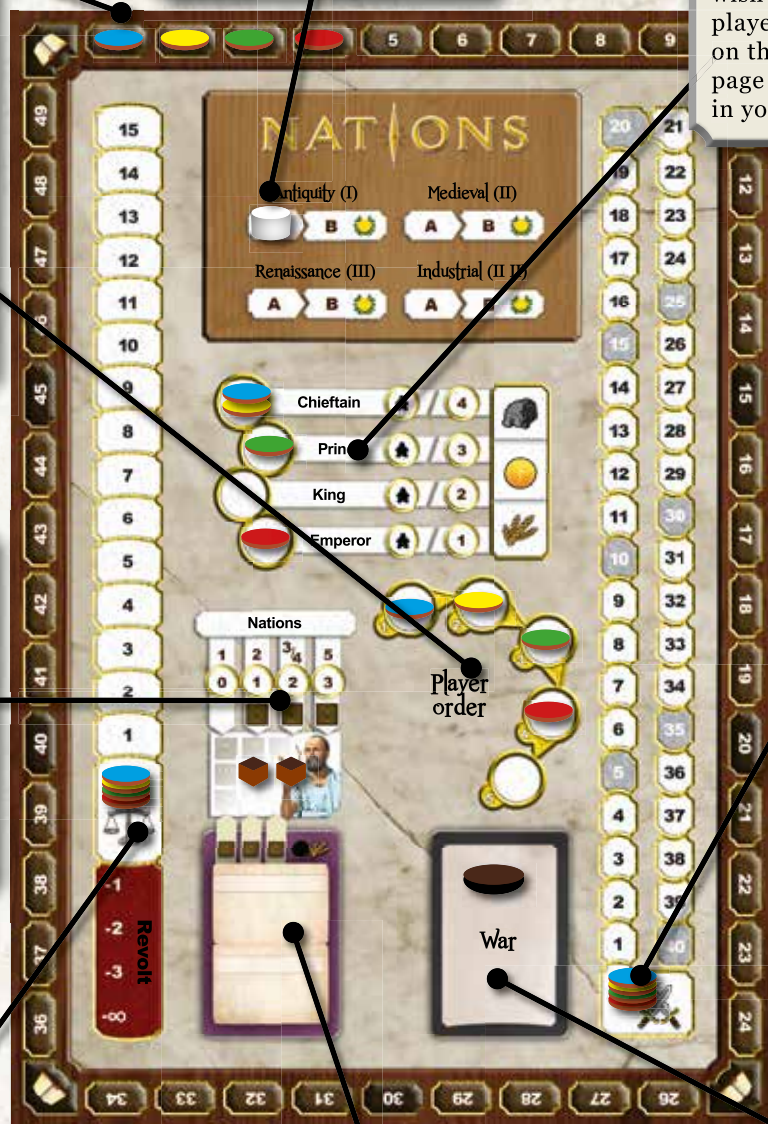 5 6 7 8 9
playe
on th
page
in yo
49
48
47
45
44
43
42
41
40
39
38
37
36
15
14
13
12
11
10
9
8
7
6
5
4
3
2
1
-1
-2
-3
-∞
Revolt
NATIONS
Antiquity (I)
B
Medieval (II)
A B
Renaissance (III)
A B
Industrial (IIII)
A B
Chieftain / 4
Prin / 3
King / 2
Emperor / 1
Nations
1 2 3/4 5
0 1 2 3
Player
order
War
20 21
19 22
18 23
17 24
16 25
15 26
14 27
13 28
12 29
11 30
10 31
9 32
8 33
7 34
6 35
5 36
4 37
3 38
2 39
1 40
12
13
14
15
16
17
18
19
20
21
22
23
24
34 33 32 31 30 29 28 27 26